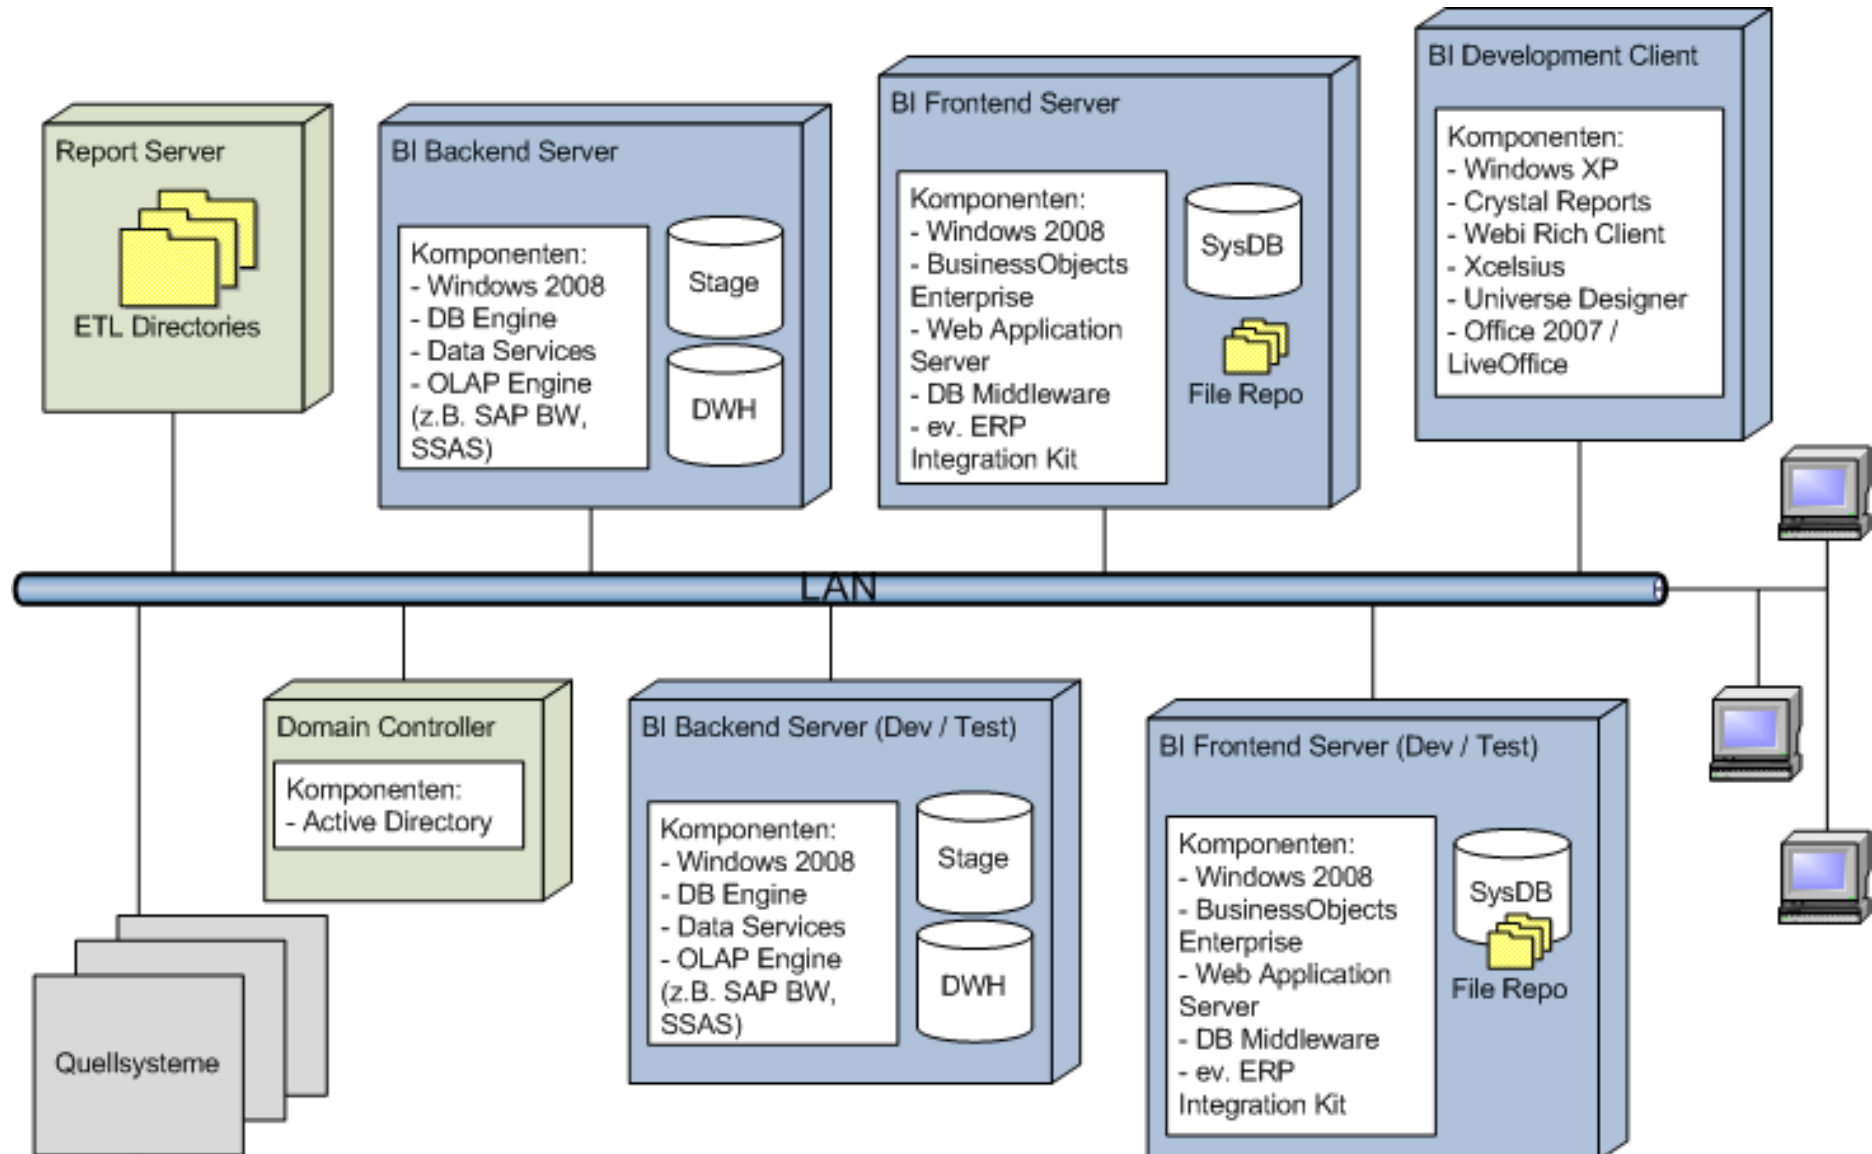 Report Server
ETL Directories
BI Backend Server
Komponenten:
- Windows 2008
- DB Engine
- Data Services
- OLAP Engine
(z.B. SAP BW,
SSAS)
Stage
DWH
BI Frontend Server
Komponenten:
- Windows 2008
- BusinessObjects
Enterprise
- Web Application
Server
- DB Middleware
- ev. ERP
Integration Kit
SysDB
File Repo
BI Development Client
Komponenten:
- Windows XP
- Crystal Reports
- Webi Rich Client
- Xcelsius
- Universe Designer
- Office 2007 /
LiveOffice
LAN
Quellsysteme
Domain Controller
Komponenten:
- Active Directory
BI Backend Server (Dev / Test)
Komponenten:
- Windows 2008
- DB Engine
- Data Services
- OLAP Engine
(z.B. SAP BW,
SSAS)
Stage
DWH
BI Frontend Server (Dev / Test)
Komponenten:
- Windows 2008
- BusinessObjects
Enterprise
- Web Application
Server
- DB Middleware
- ev. ERP
Integration Kit
SysDB
File Repo